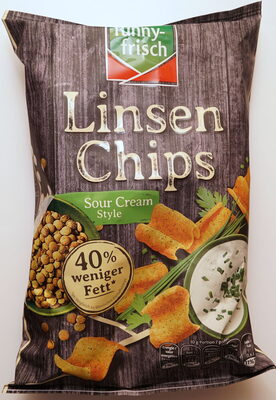 funny-
frisch
Linsen
Chips
Sour Cream
Style
40%
weniger
Fett*